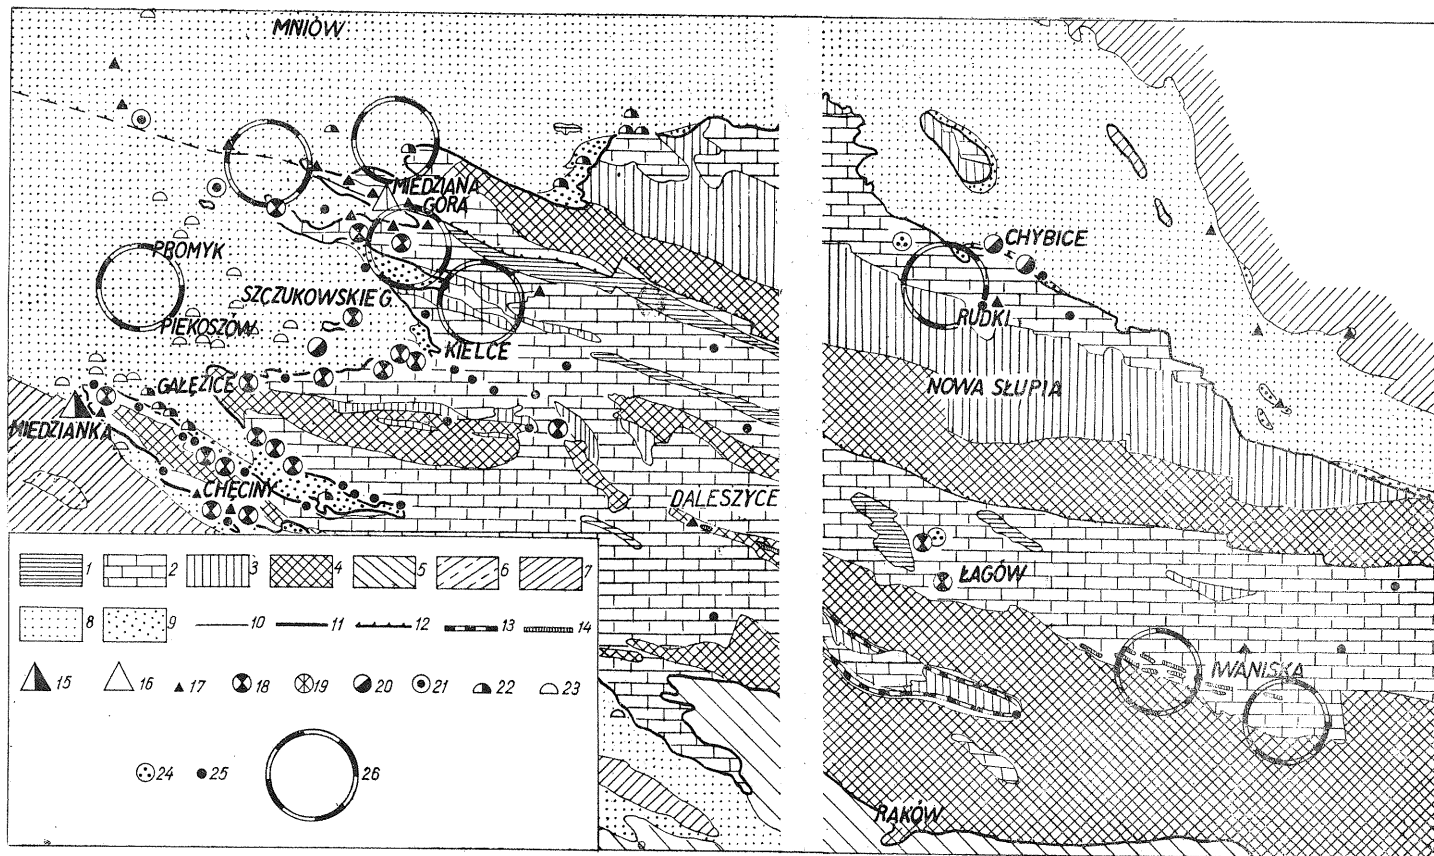 MNIÓW
MIEDZIANA
GÓRA
PROMYK
CHYBICE
SZCZUKOWSKIE G.
PIEKOSZÓW
RUDKI
KIELCE
GAŁĘZICE
NOWA SŁUPIA
MIEDZIANKA
CHĘCINY
DALESZYCE
ŁAGÓW
IWANISKA
RAKÓW
1 2 3 4 5 6 7
8 9 10 11 12 13 14
15 16 17 18 19 20 21 22 23
24 25 26